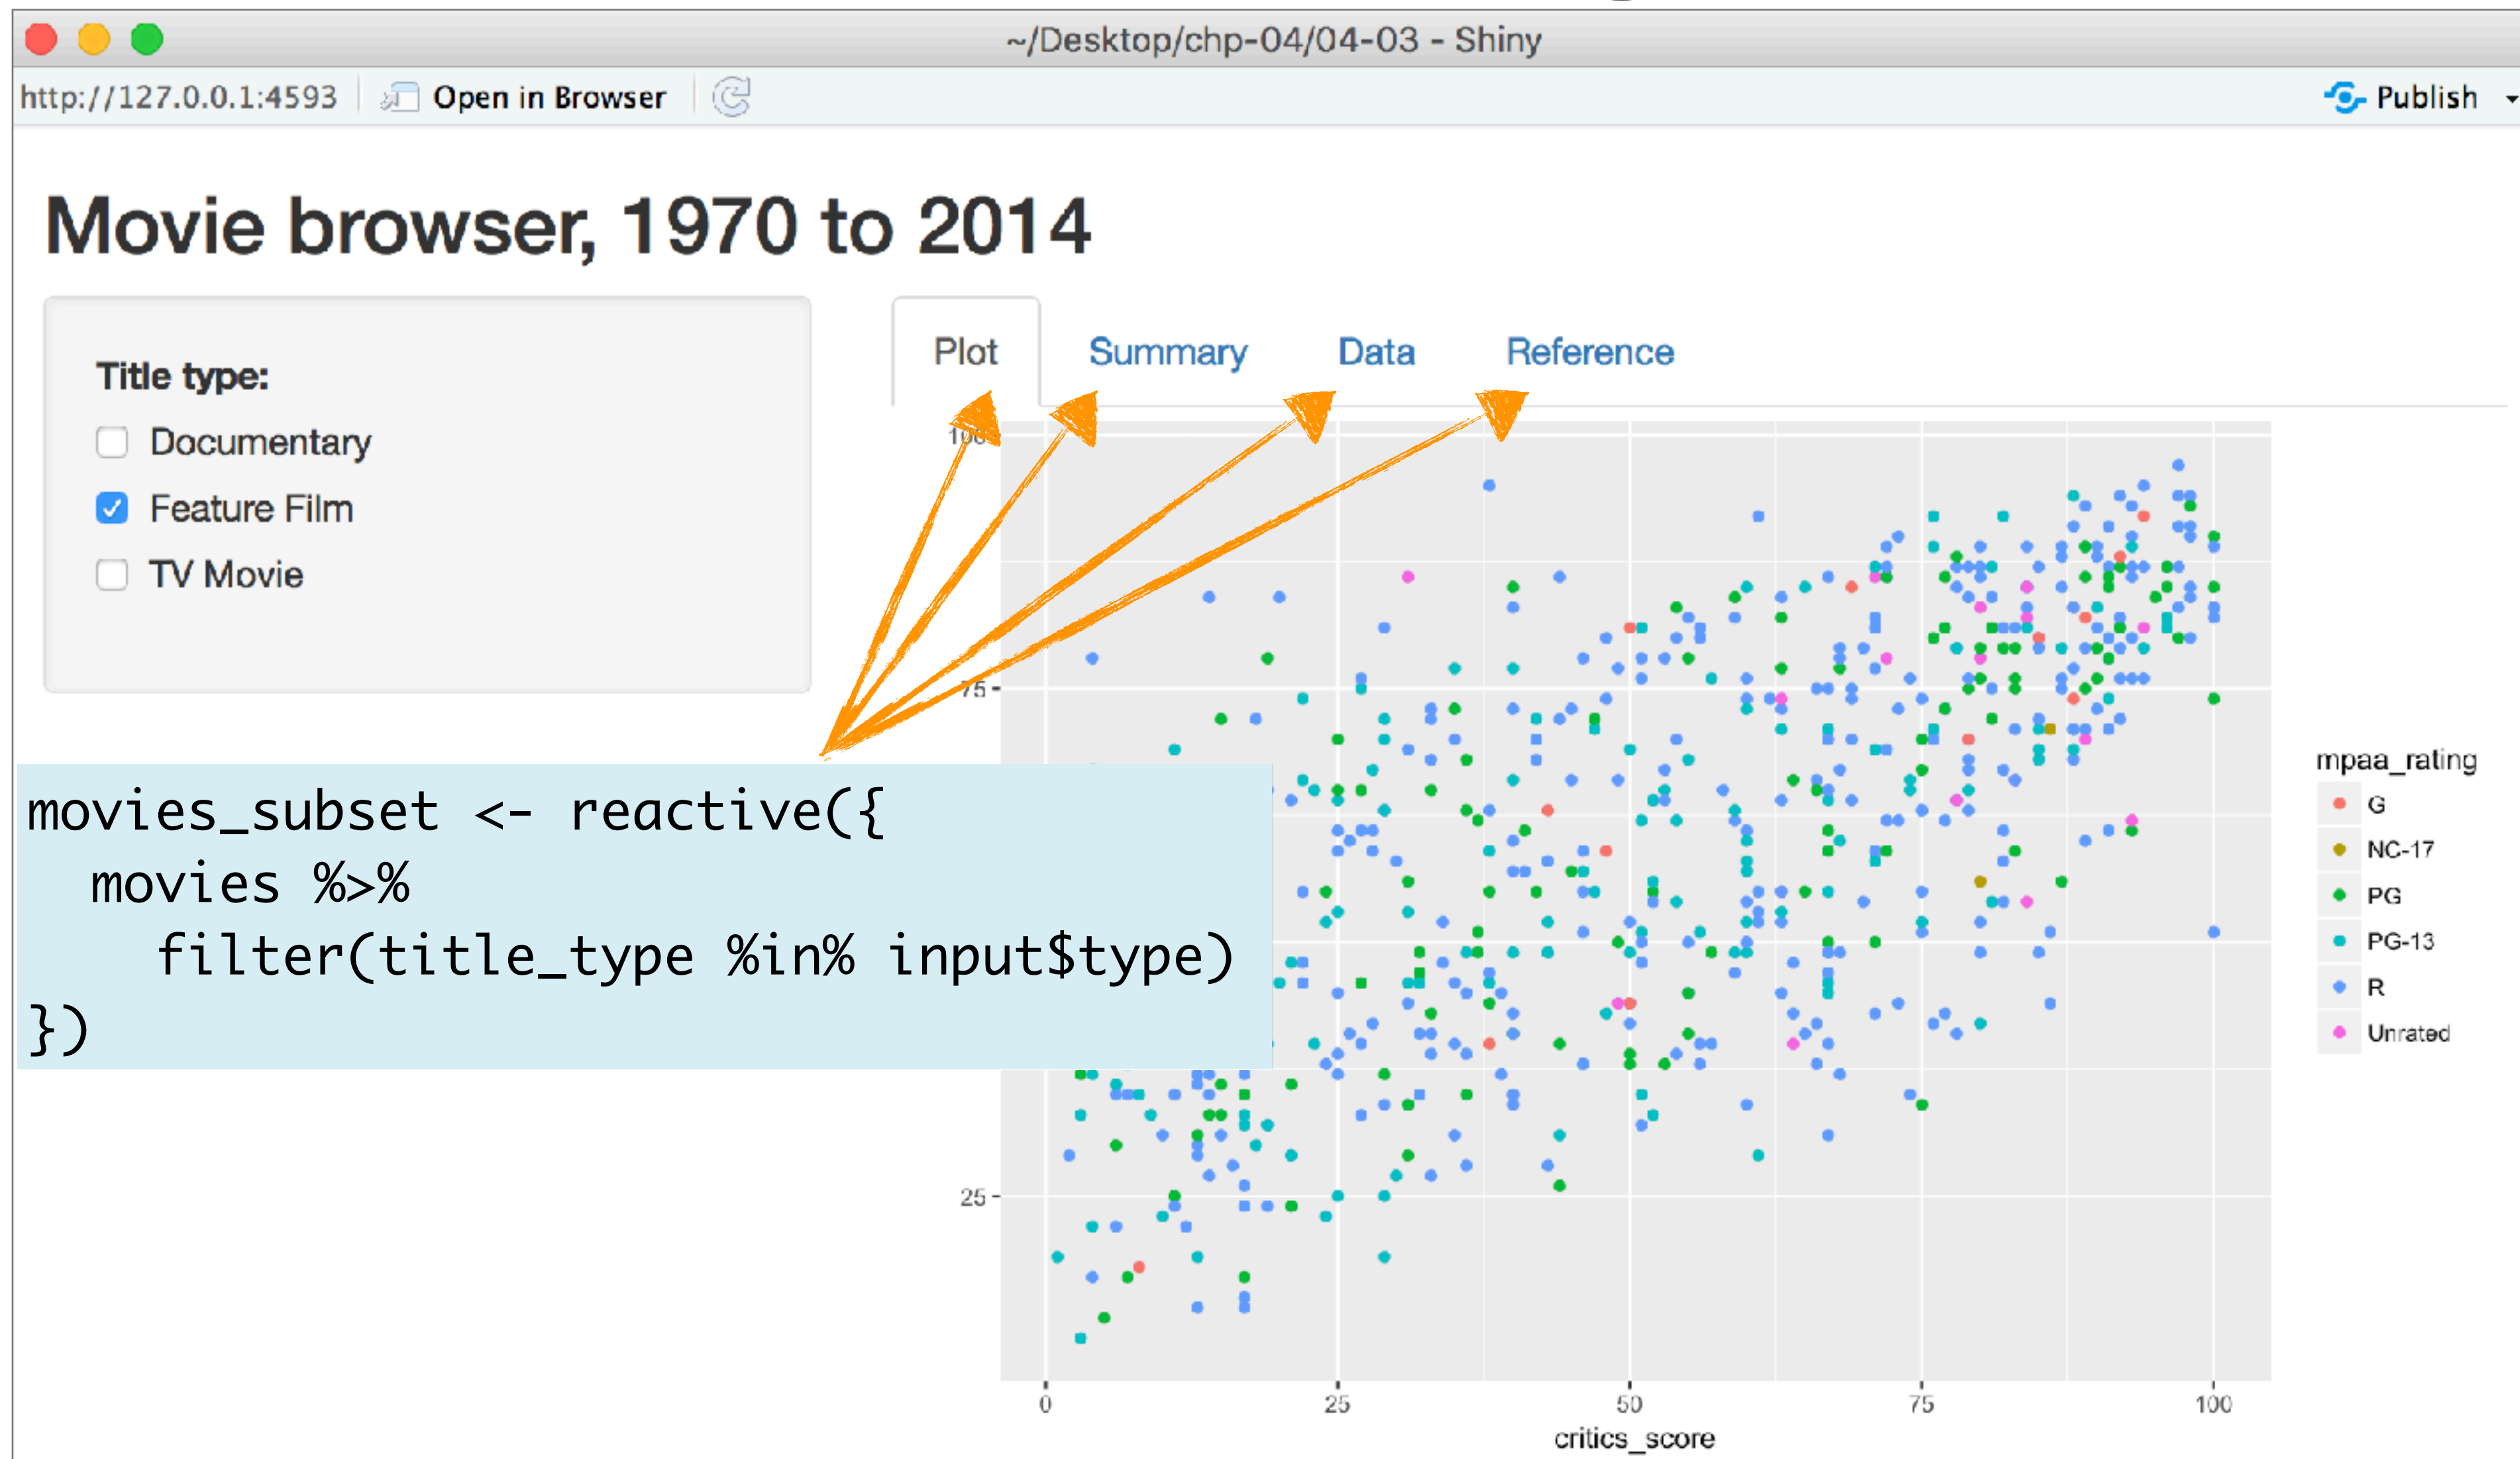 ~/Desktop/chp-04/04-03 - Shiny
http://127.0.0.1:4593 Open in Browser Publish
Movie browser, 1970 to 2014
Title type:
Documentary
Feature Film
TV Movie
Plot Summary Data Reference
100
75
movies_subset <- reactive({
movies %>%
filter(title_type %in% input$type)
})
25
0 25 50 75 100
critics_score
mpaa_rating
G
NC-17
PG
PG-13
R
Unrated